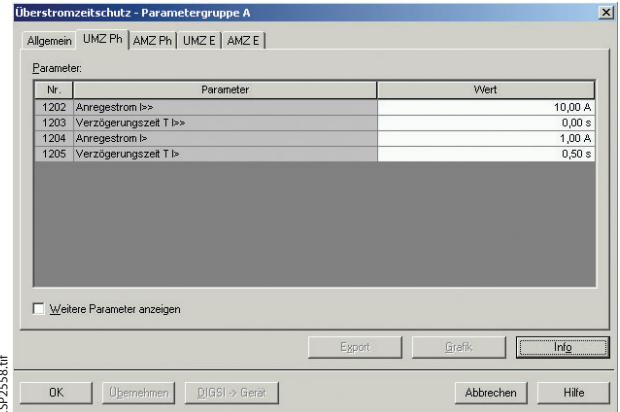 Überstromzeitschutz - Parametergruppe A
Allgemein UMZ Ph AMZ Ph UMZ E AMZ E
Parameter:
Nr. Parameter Wert
1202 Anregestrom I>> 10,00 A
1203 Verzögerungszeit T I>> 0,00 s
1204 Anregestrom I> 1,00 A
1205 Verzögerungszeit T I> 0,50 s
Weitere Parameter anzeigen
Export Grafik Info
OK Übernehmen DIGSI -> Gerät Abbrechen Hilfe
SP2558.tif